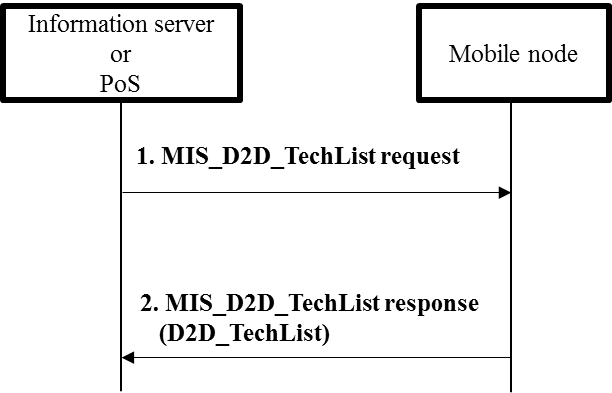 Information server
or
PoS
Mobile node
1. MIS_D2D_TechList request
2. MIS_D2D_TechList response
(D2D_TechList)